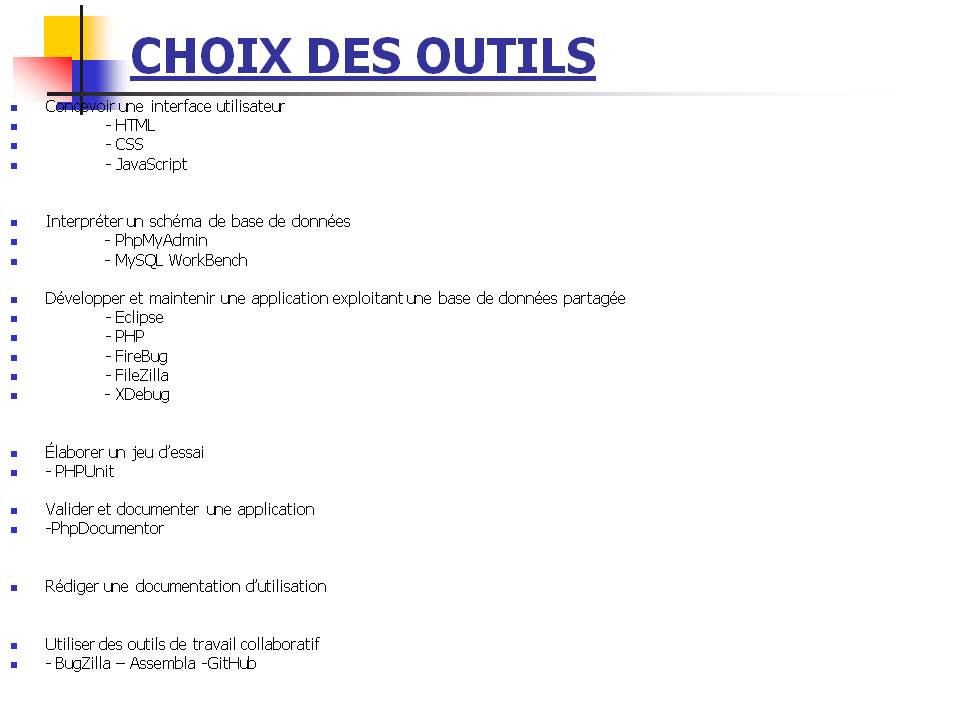 CHOIX DES OUTILS
Concevoir une interface utilisateur
- HTML
- CSS
- JavaScript
Interpréter un schéma de base de données
- PhpMyAdmin
- MySQL WorkBench
Développer et maintenir une application exploitant une base de données partagée
- Eclipse
- PHP
- FireBug
- FileZilla
- XDebug
Élaborer un jeu d’essai
- PHPUnit
Valider et documenter une application
-PhpDocumentor
Rédiger une documentation d’utilisation
Utiliser des outils de travail collaboratif
- BugZilla – Assembla -GitHub